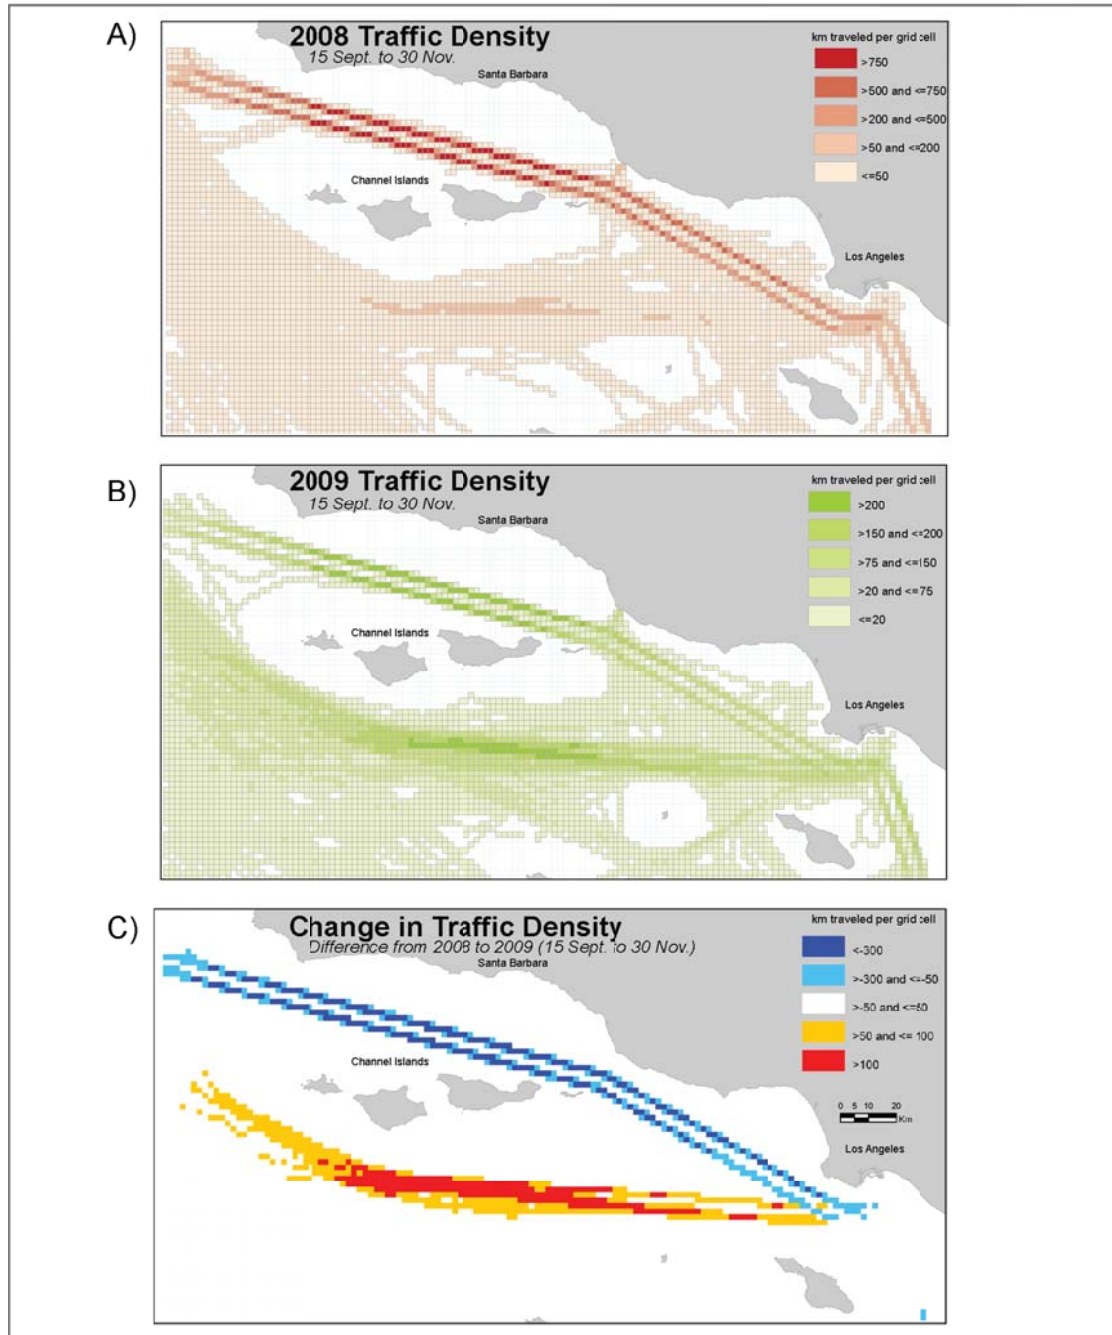 A)
2008 Traffic Density
15 Sept. to 30 Nov.
Santa Barbara
Channel Islands
Los Angeles
km traveled per grid cell
>750
>500 and <=750
>200 and <=500
>50 and <=200
<=50
B)
2009 Traffic Density
15 Sept. to 30 Nov.
Santa Barbara
Channel Islands
Los Angeles
km traveled per grid cell
>200
>150 and <=200
>75 and <=150
>20 and <=75
<=20
C)
Change in Traffic Density
Difference from 2008 to 2009 (15 Sept. to 30 Nov.)
Santa Barbara
Channel Islands
Los Angeles
km traveled per grid cell
<-300
>-300 and <=-50
>-50 and <=50
>50 and <= 100
>100
0 5 10 20
Km